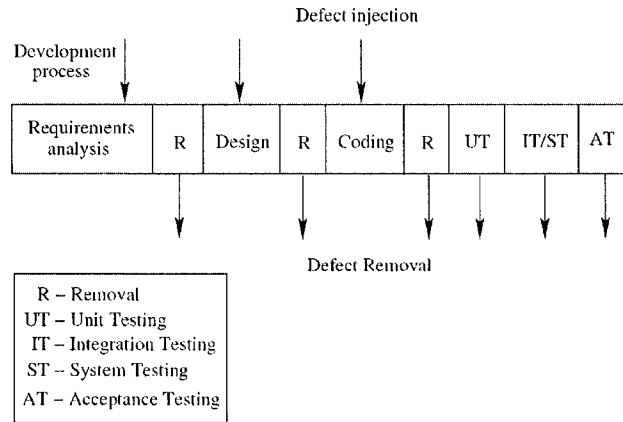 Defect injection
Development
process
Requirements
analysis
R
Design
R
Coding
R
UT
IT/ST
AT
Defect Removal
R – Removal
UT – Unit Testing
IT – Integration Testing
ST – System Testing
AT – Acceptance Testing